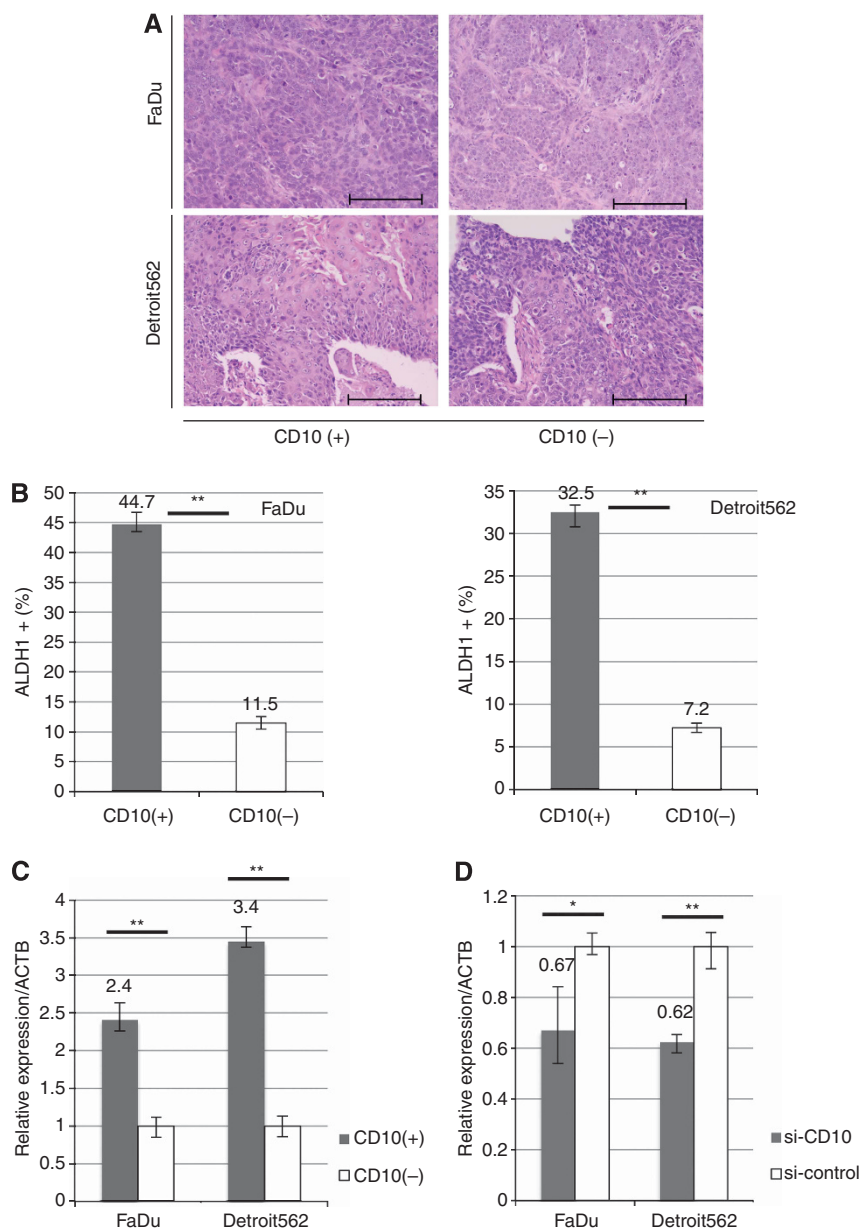 A
FaDu
Detroit562
CD10 (+)
CD10 (–)
B
50
45
40
35
30
25
20
15
10
5
0
ALDH1 + (%)
44.7
**
FaDu
11.5
CD10(+)
CD10(–)
35
30
25
20
15
10
5
0
ALDH1 + (%)
32.5
**
Detroit562
7.2
CD10(+)
CD10(–)
C
4
3.5
3
2.5
2
1.5
1
0.5
0
Relative expression/ACTB
**
2.4
**
3.4
FaDu
Detroit562
CD10(+)
CD10(–)
D
1.2
1
0.8
0.6
0.4
0.2
0
Relative expression/ACTB
*
0.67
**
0.62
FaDu
Detroit562
si-CD10
si-control